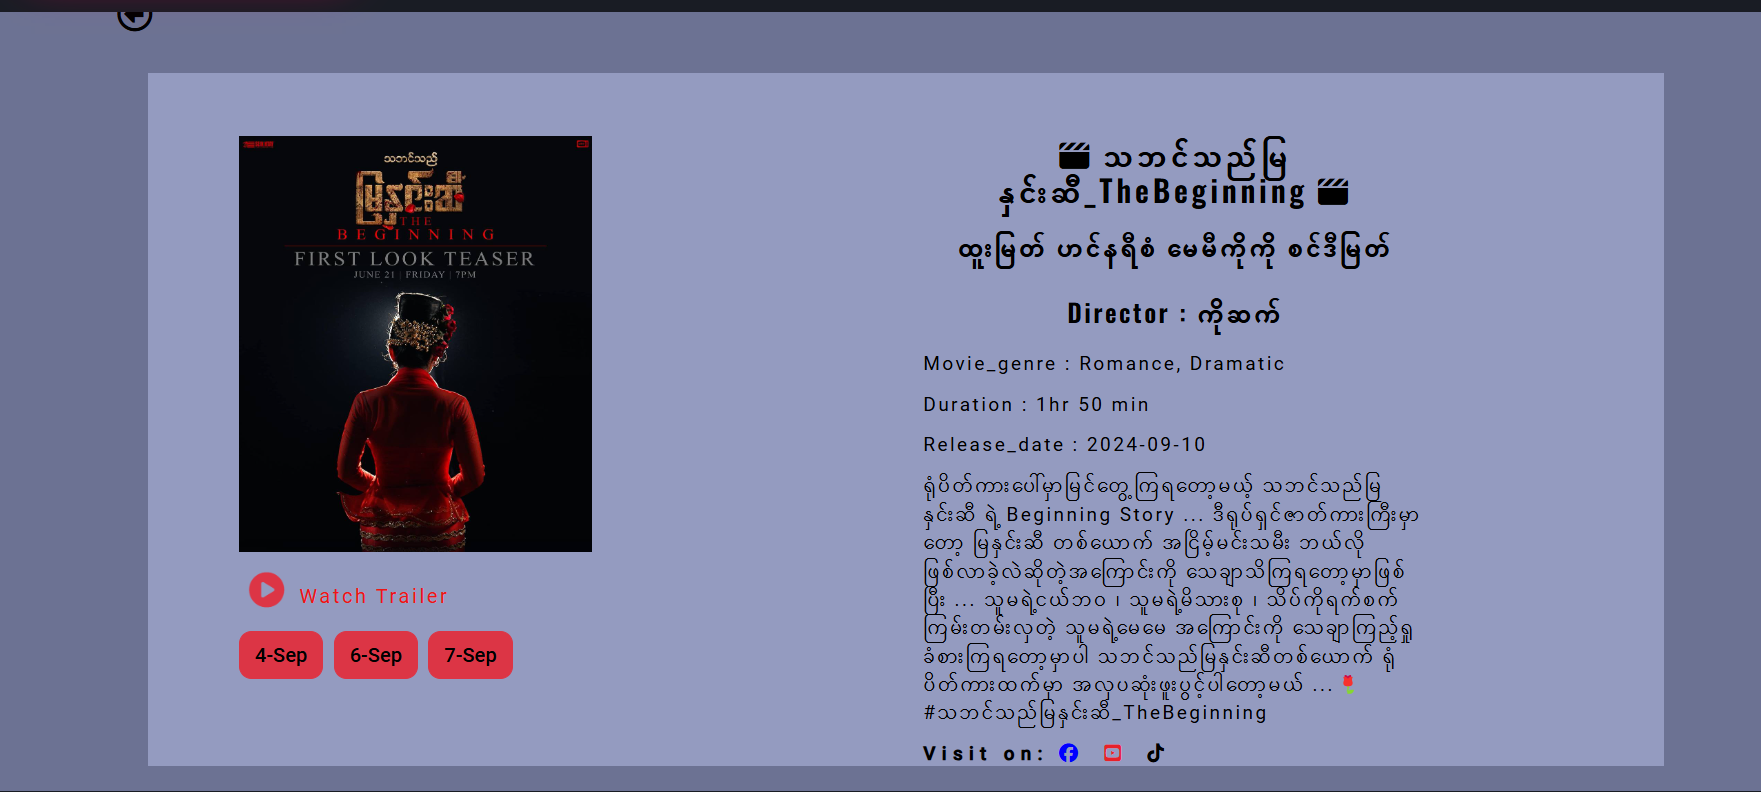 သဘင်သည်
မြနှင်းဆီ
THE
BEGINNING
FIRST LOOK TEASER
JUNE 21 | FRIDAY | 7PM
Watch Trailer
4-Sep 6-Sep 7-Sep
သဘင်သည်မြ
နှင်းဆီ_TheBeginning
ထူးမြတ် ဟင်နရီစံ မေမီကိုကို စင်ဒီမြတ်
Director : ကိုဆက်
Movie_genre : Romance, Dramatic
Duration : 1hr 50 min
Release_date : 2024-09-10
ရုံပိတ်ကားပေါ်မှာမြင်တွေ့ကြရတော့မယ့် သဘင်သည်မြ
နှင်းဆီ ရဲ့ Beginning Story ... ဒီရုပ်ရှင်ဇာတ်ကားကြီးမှာ
တော့ မြနှင်းဆီ တစ်ယောက် အငြိမ့်မင်းသမီး ဘယ်လို
ဖြစ်လာခဲ့လဲဆိုတဲ့အကြောင်းကို သေချာသိကြရတော့မှာဖြစ်
ပြီး ... သူမရဲ့ငယ်ဘဝ ၊ သူမရဲ့မိသားစု ၊ သိပ်ကိုရက်စက်
ကြမ်းတမ်းလှတဲ့ သူမရဲ့မေမေ အကြောင်းကို သေချာကြည့်ရှု
ခံစားကြရတော့မှာပါ သဘင်သည်မြနှင်းဆီတစ်ယောက် ရုံ
ပိတ်ကားထက်မှာ အလှပဆုံးဖူးပွင့်ပါတော့မယ် ... 🌷
#သဘင်သည်မြနှင်းဆီ_TheBeginning
Visit on: